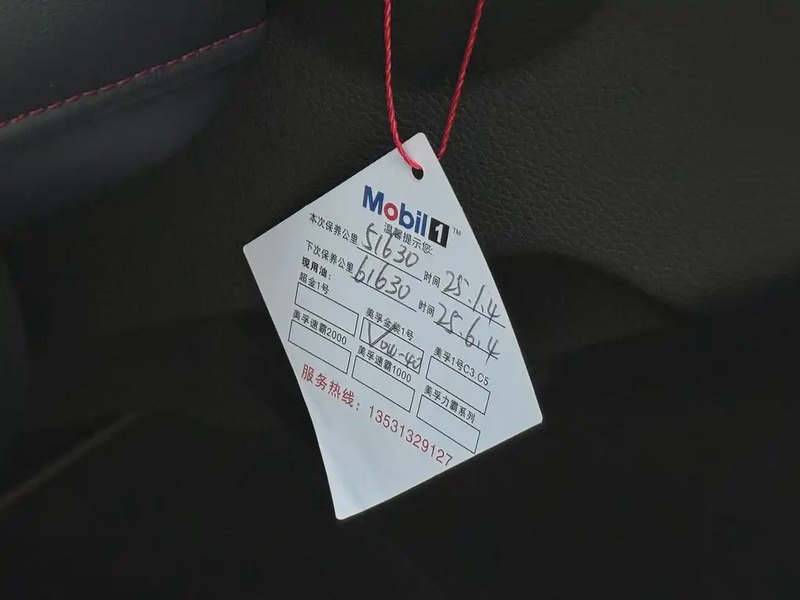 Mobil 1™
温馨提示您:
本次保养公里 51630 时间 25.1.4
下次保养公里 61630 时间 25.6.4
现用油:
超金1号 美孚金装1号 美孚1号C3.C5
0W-40
美孚速霸2000 美孚速霸1000 美孚力霸系列
服务热线: 13531329127